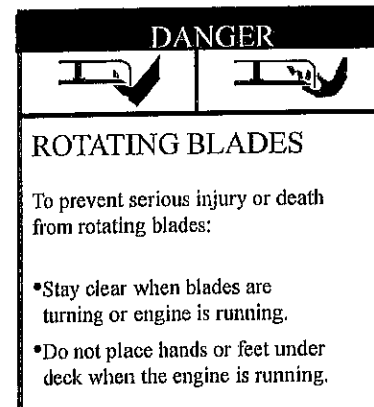 DANGER
ROTATING BLADES
To prevent serious injury or death
from rotating blades:
•Stay clear when blades are
turning or engine is running.
•Do not place hands or feet under
deck when the engine is running.